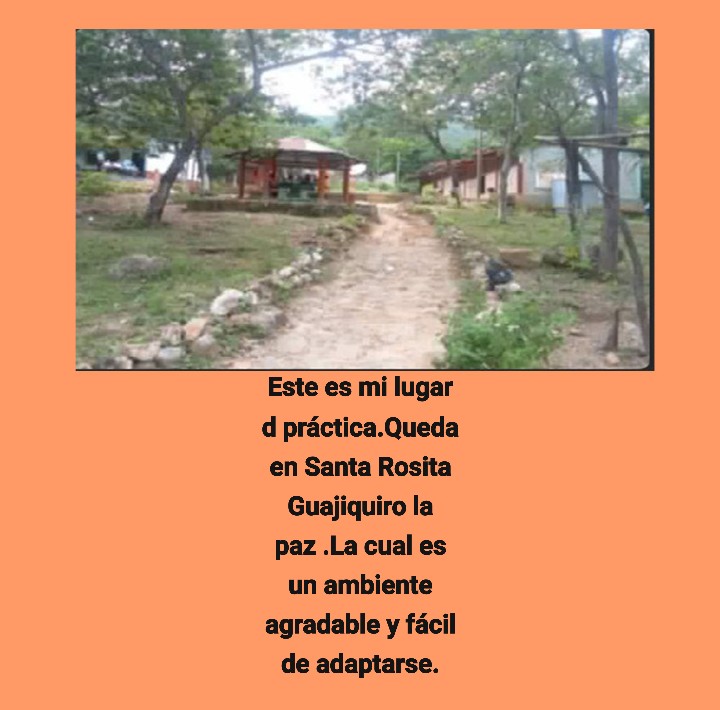 Este es mi lugar
d práctica.Queda
en Santa Rosita
Guajiquiro la
paz .La cual es
un ambiente
agradable y fácil
de adaptarse.